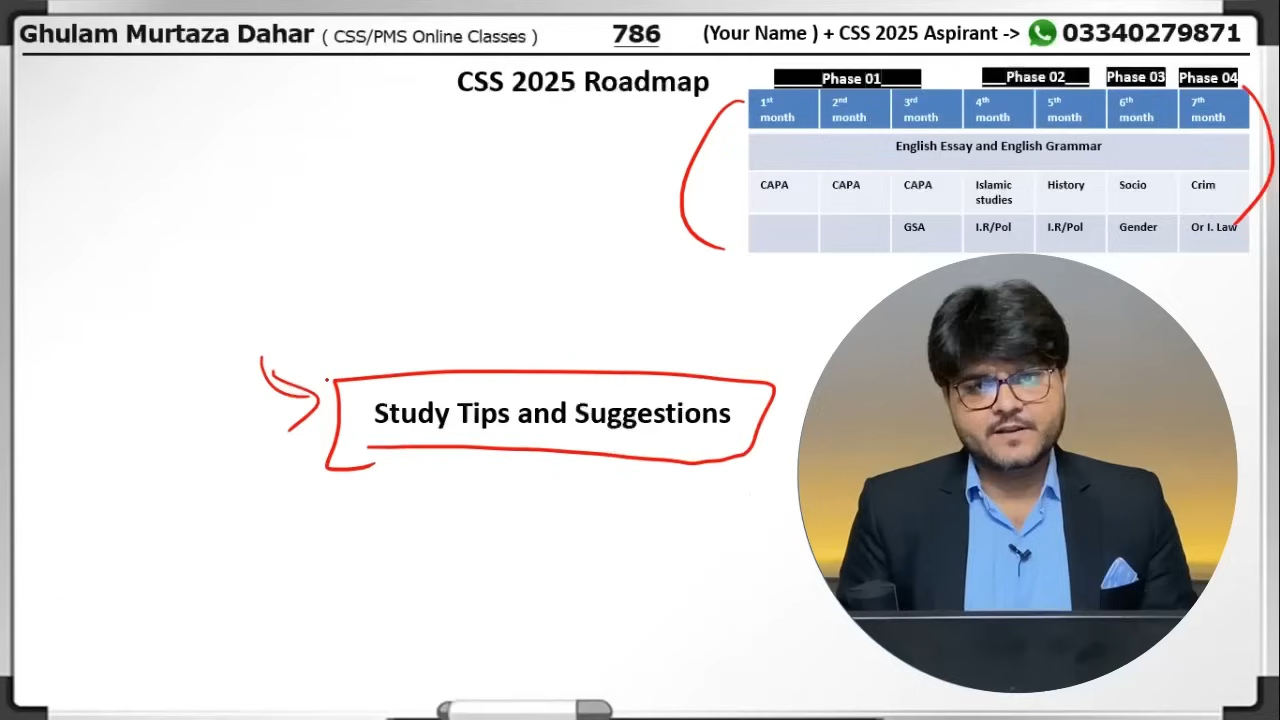 Ghulam Murtaza Dahar ( CSS/PMS Online Classes ) 786 (Your Name ) + CSS 2025 Aspirant -> 03340279871
CSS 2025 Roadmap
Phase 01 Phase 02 Phase 03 Phase 04
1st month 2nd month 3rd month 4th month 5th month 6th month 7th month
English Essay and English Grammar
CAPA CAPA CAPA Islamic studies History Socio Crim
GSA I.R/Pol I.R/Pol Gender Or I. Law
Study Tips and Suggestions